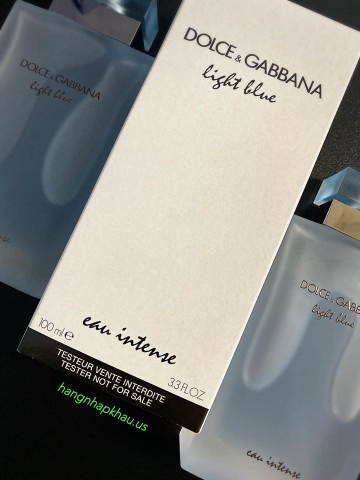 DOLCE & GABBANA
light blue
DOLCE & GABBANA
light blue
100 ml e
eau intense
3.3 FL.OZ.
TESTEUR VENTE INTERDITE
TESTER NOT FOR SALE
hangnhapkhau.us
DOLCE & GABB
light blue
eau intense